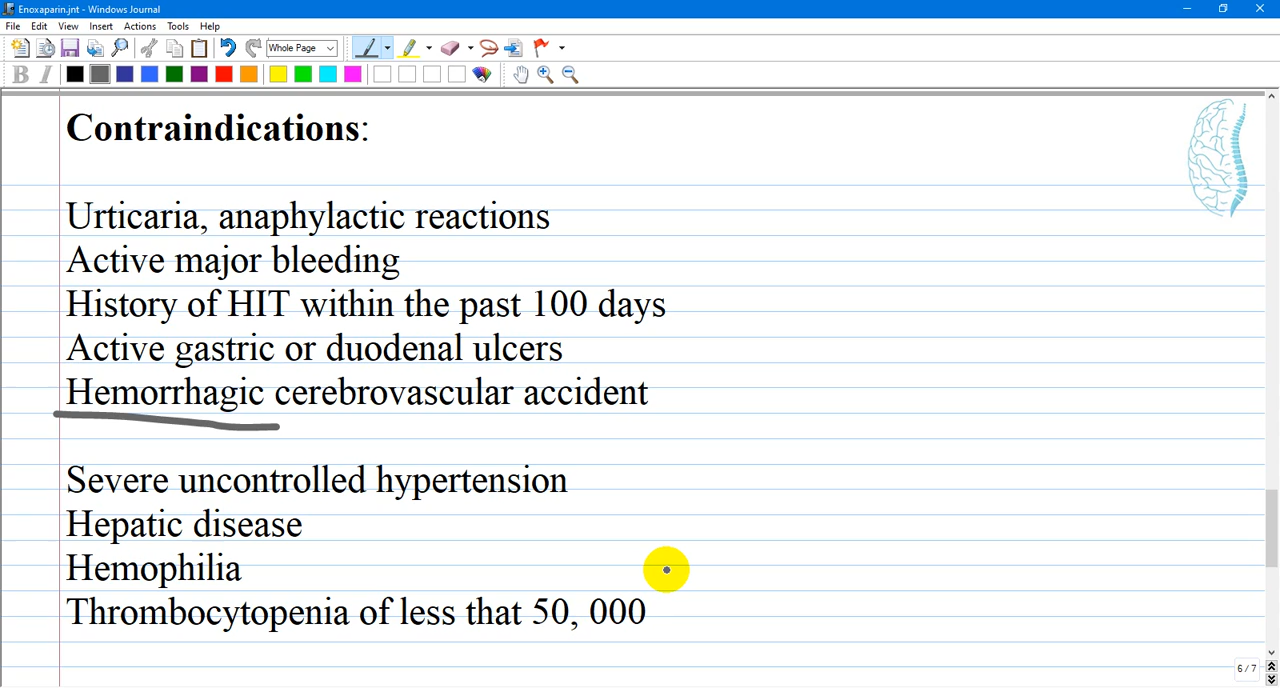 Enoxaparin.jnt - Windows Journal
File Edit View Insert Actions Tools Help
Whole Page
B I
Contraindications:
Urticaria, anaphylactic reactions
Active major bleeding
History of HIT within the past 100 days
Active gastric or duodenal ulcers
Hemorrhagic cerebrovascular accident
Severe uncontrolled hypertension
Hepatic disease
Hemophilia
Thrombocytopenia of less that 50, 000
6 / 7